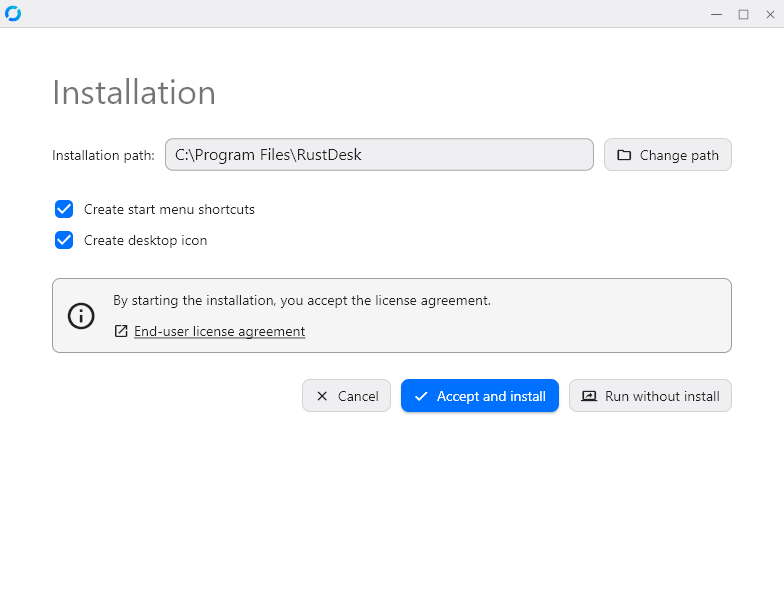 Installation
Installation path: C:\Program Files\RustDesk Change path
Create start menu shortcuts
Create desktop icon
By starting the installation, you accept the license agreement.
End-user license agreement
Cancel Accept and install Run without install